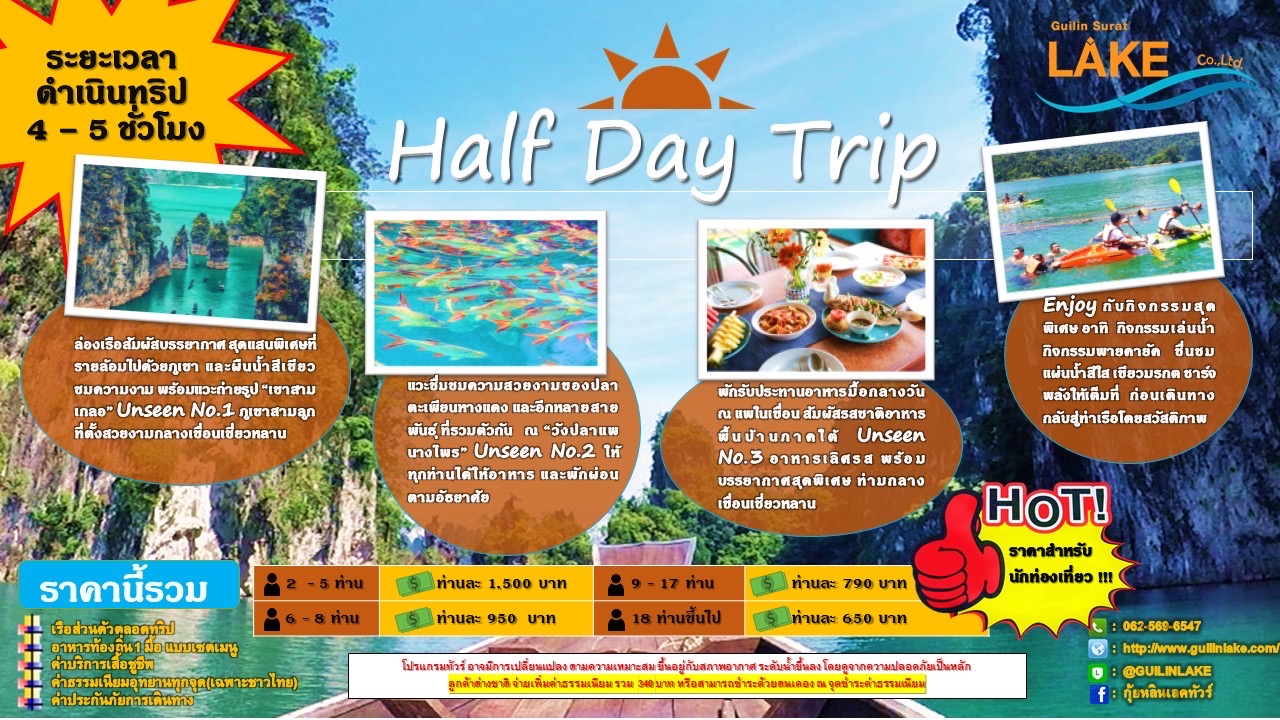 ระยะเวลา
ดำเนินทริป
4 – 5 ชั่วโมง
Guilin Surat
LAKE Co.,Ltd.
Half Day Trip
ล่องเรือสัมผัสบรรยากาศ สุดแสนพิเศษที่
รายล้อมไปด้วยภูเขา และผืนน้ำสีเขียว
ชมความงาม พร้อมแวะถ่ายรูป “เขาสาม
เกลอ” Unseen No.1 ภูเขาสามลูก
ที่ตั้งสวยงามกลางเขื่อนเชี่ยวหลาน
แวะชื่นชมความสวยงามของปลา
ตะเพียนหางแดง และอีกหลายสาย
พันธุ์ ที่รวมตัวกัน ณ “วังปลาแพ
นางไพร” Unseen No.2 ให้
ทุกท่านได้ให้อาหาร และพักผ่อน
ตามอัธยาศัย
พักรับประทานอาหารมื้อกลางวัน
ณ แพในเขื่อน สัมผัสรสชาติอาหาร
พื้นบ้านภาคใต้ Unseen
No.3 อาหารเลิศรส พร้อม
บรรยากาศสุดพิเศษ ท่ามกลาง
เขื่อนเชี่ยวหลาน
Enjoy กับกิจกรรมสุด
พิเศษ อาทิ กิจกรรมเล่นน้ำ
กิจกรรมพายคายัค ชื่นชม
แผ่นน้ำสีใส เขียวมรกต ชาร์จ
พลังให้เต็มที่ ก่อนเดินทาง
กลับสู่ท่าเรือโดยสวัสดิภาพ
HOT!
ราคาสำหรับ
นักท่องเที่ยว !!!
ราคานี้รวม
เรือส่วนตัวตลอดทริป
อาหารท้องถิ่น 1 มื้อ แบบเซตเมนู
ค่าบริการเสื้อชูชีพ
ค่าธรรมเนียมอุทยานทุกจุด(เฉพาะชาวไทย)
ค่าประกันภัยการเดินทาง
2 - 5 ท่าน ท่านละ 1,500 บาท 9 - 17 ท่าน ท่านละ 790 บาท
6 - 8 ท่าน ท่านละ 950 บาท 18 ท่านขึ้นไป ท่านละ 650 บาท
โปรแกรมทัวร์ อาจมีการเปลี่ยนแปลง ตามความเหมาะสม ขึ้นอยู่กับสภาพอากาศ ระดับน้ำขึ้นลง โดยดูจากความปลอดภัยเป็นหลัก
ลูกค้าต่างชาติ จ่ายเพิ่มค่าธรรมเนียม รวม 340 บาท หรือสามารถชำระด้วยตนเอง ณ จุดชำระค่าธรรมเนียม
: 062-569-6547
: http://www.guilinlake.com/
: @GUILINLAKE
: กุ้ยหลินเลคทัวร์